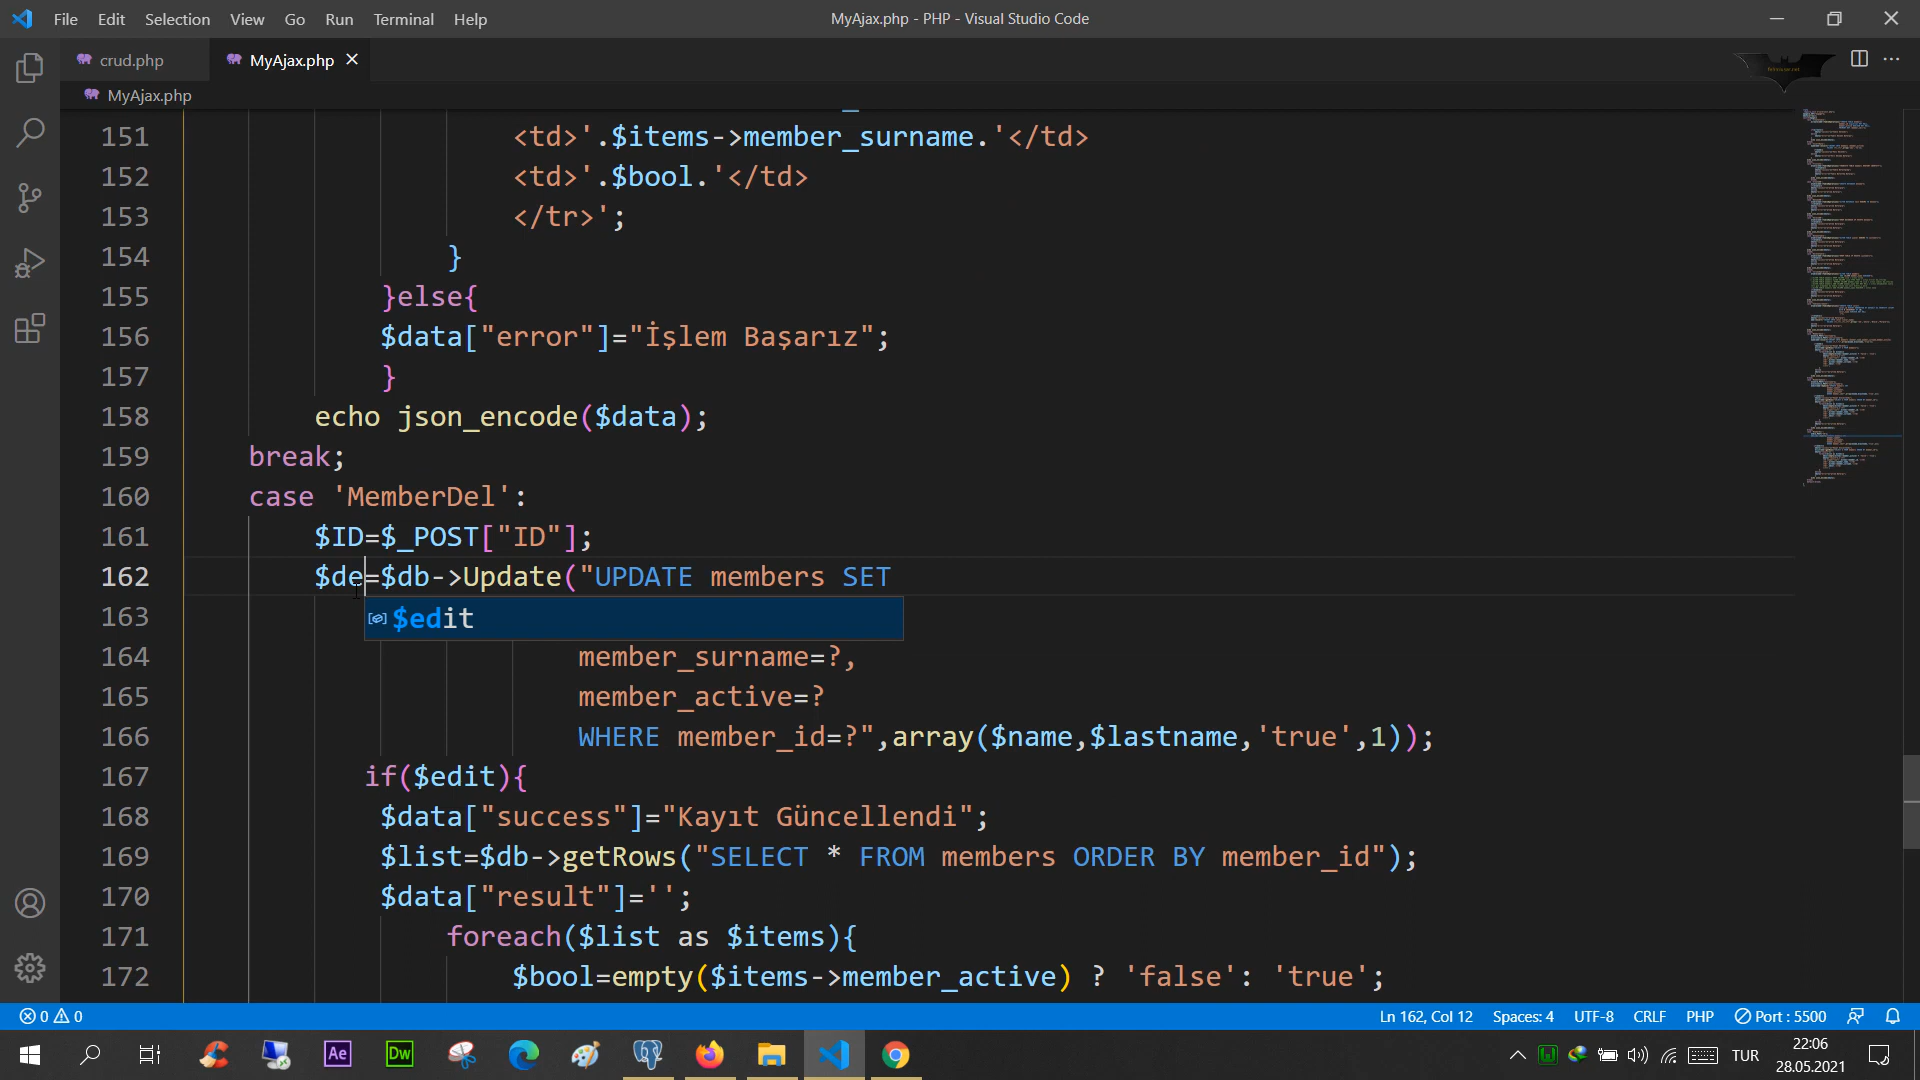 File Edit Selection View Go Run Terminal Help MyAjax.php - PHP - Visual Studio Code
crud.php MyAjax.php
MyAjax.php
151 <td>'.$items->member_surname.'</td>
152 <td>'.$bool.'</td>
153 </tr>';
154 }
155 }else{
156 $data["error"]="İşlem Başarız";
157 }
158 echo json_encode($data);
159 break;
160 case 'MemberDel':
161 $ID=$_POST["ID"];
162 $de=$db->Update("UPDATE members SET
163 $edit
164 member_surname=?,
165 member_active=?
166 WHERE member_id=?",array($name,$lastname,'true',1));
167 if($edit){
168 $data["success"]="Kayıt Güncellendi";
169 $list=$db->getRows("SELECT * FROM members ORDER BY member_id");
170 $data["result"]='';
171 foreach($list as $items){
172 $bool=empty($items->member_active) ? 'false': 'true';
0 0 Ln 162, Col 12 Spaces: 4 UTF-8 CRLF PHP Port : 5500
Ae Dw TUR 22:06
28.05.2021